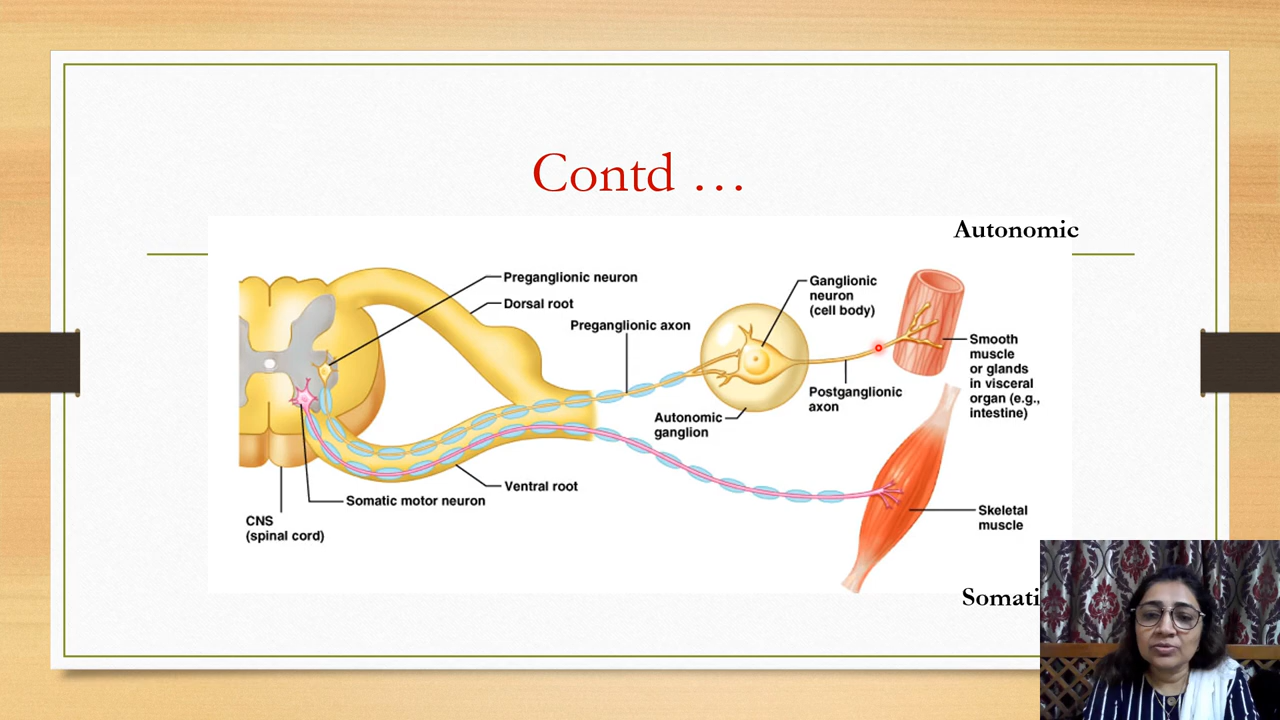 Contd …
Autonomic
Preganglionic neuron
Dorsal root
Preganglionic axon
Ganglionic
neuron
(cell body)
Smooth
muscle
or glands
in visceral
organ (e.g.,
intestine)
Postganglionic
axon
Autonomic
ganglion
Ventral root
Somatic motor neuron
CNS
(spinal cord)
Skeletal
muscle
Somati